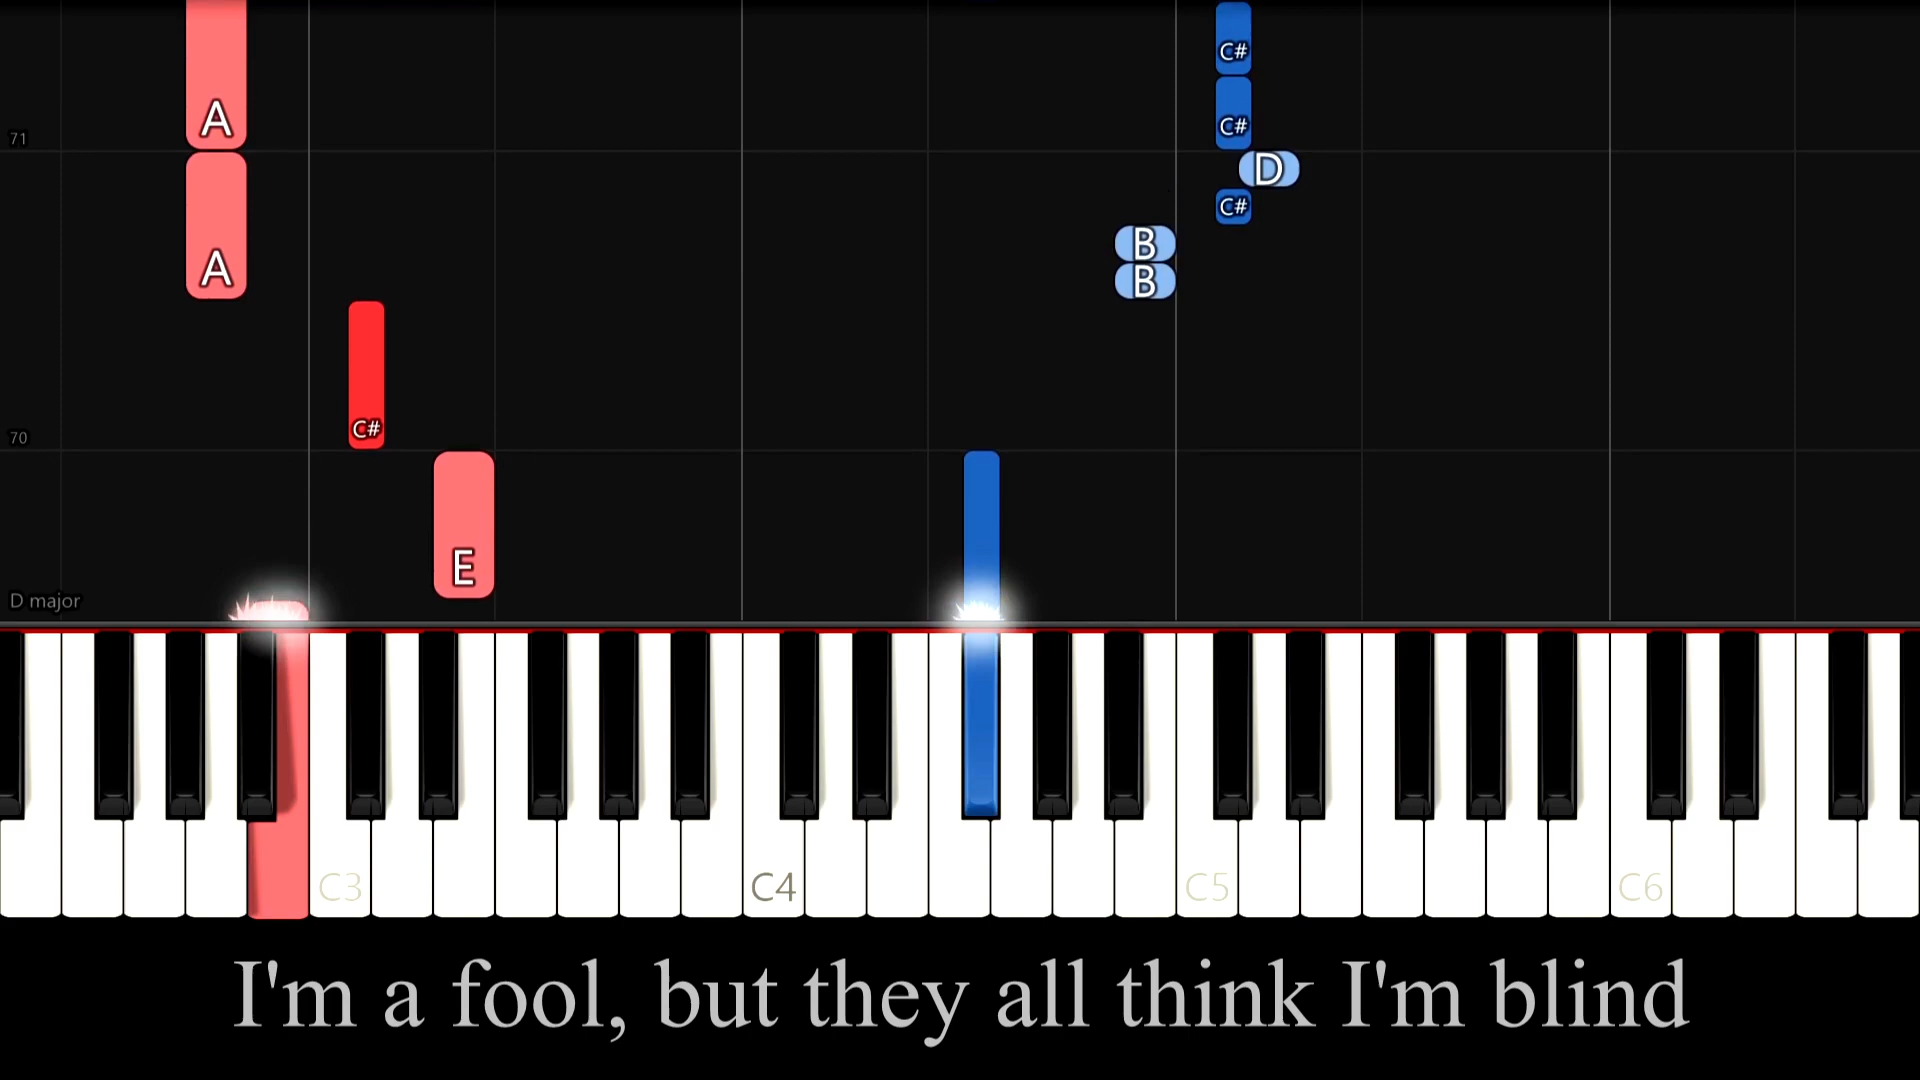 C#
A
C#
71
D
C#
B
A
B
C#
70
E
D major
C3
C4
C5
C6
I'm a fool, but they all think I'm blind